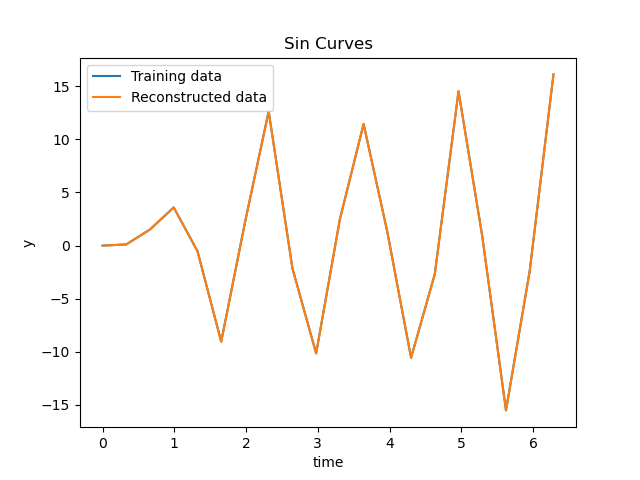 Sin Curves
Training data
Reconstructed data
15
10
5
0
−5
−10
−15
y
0 1 2 3 4 5 6
time